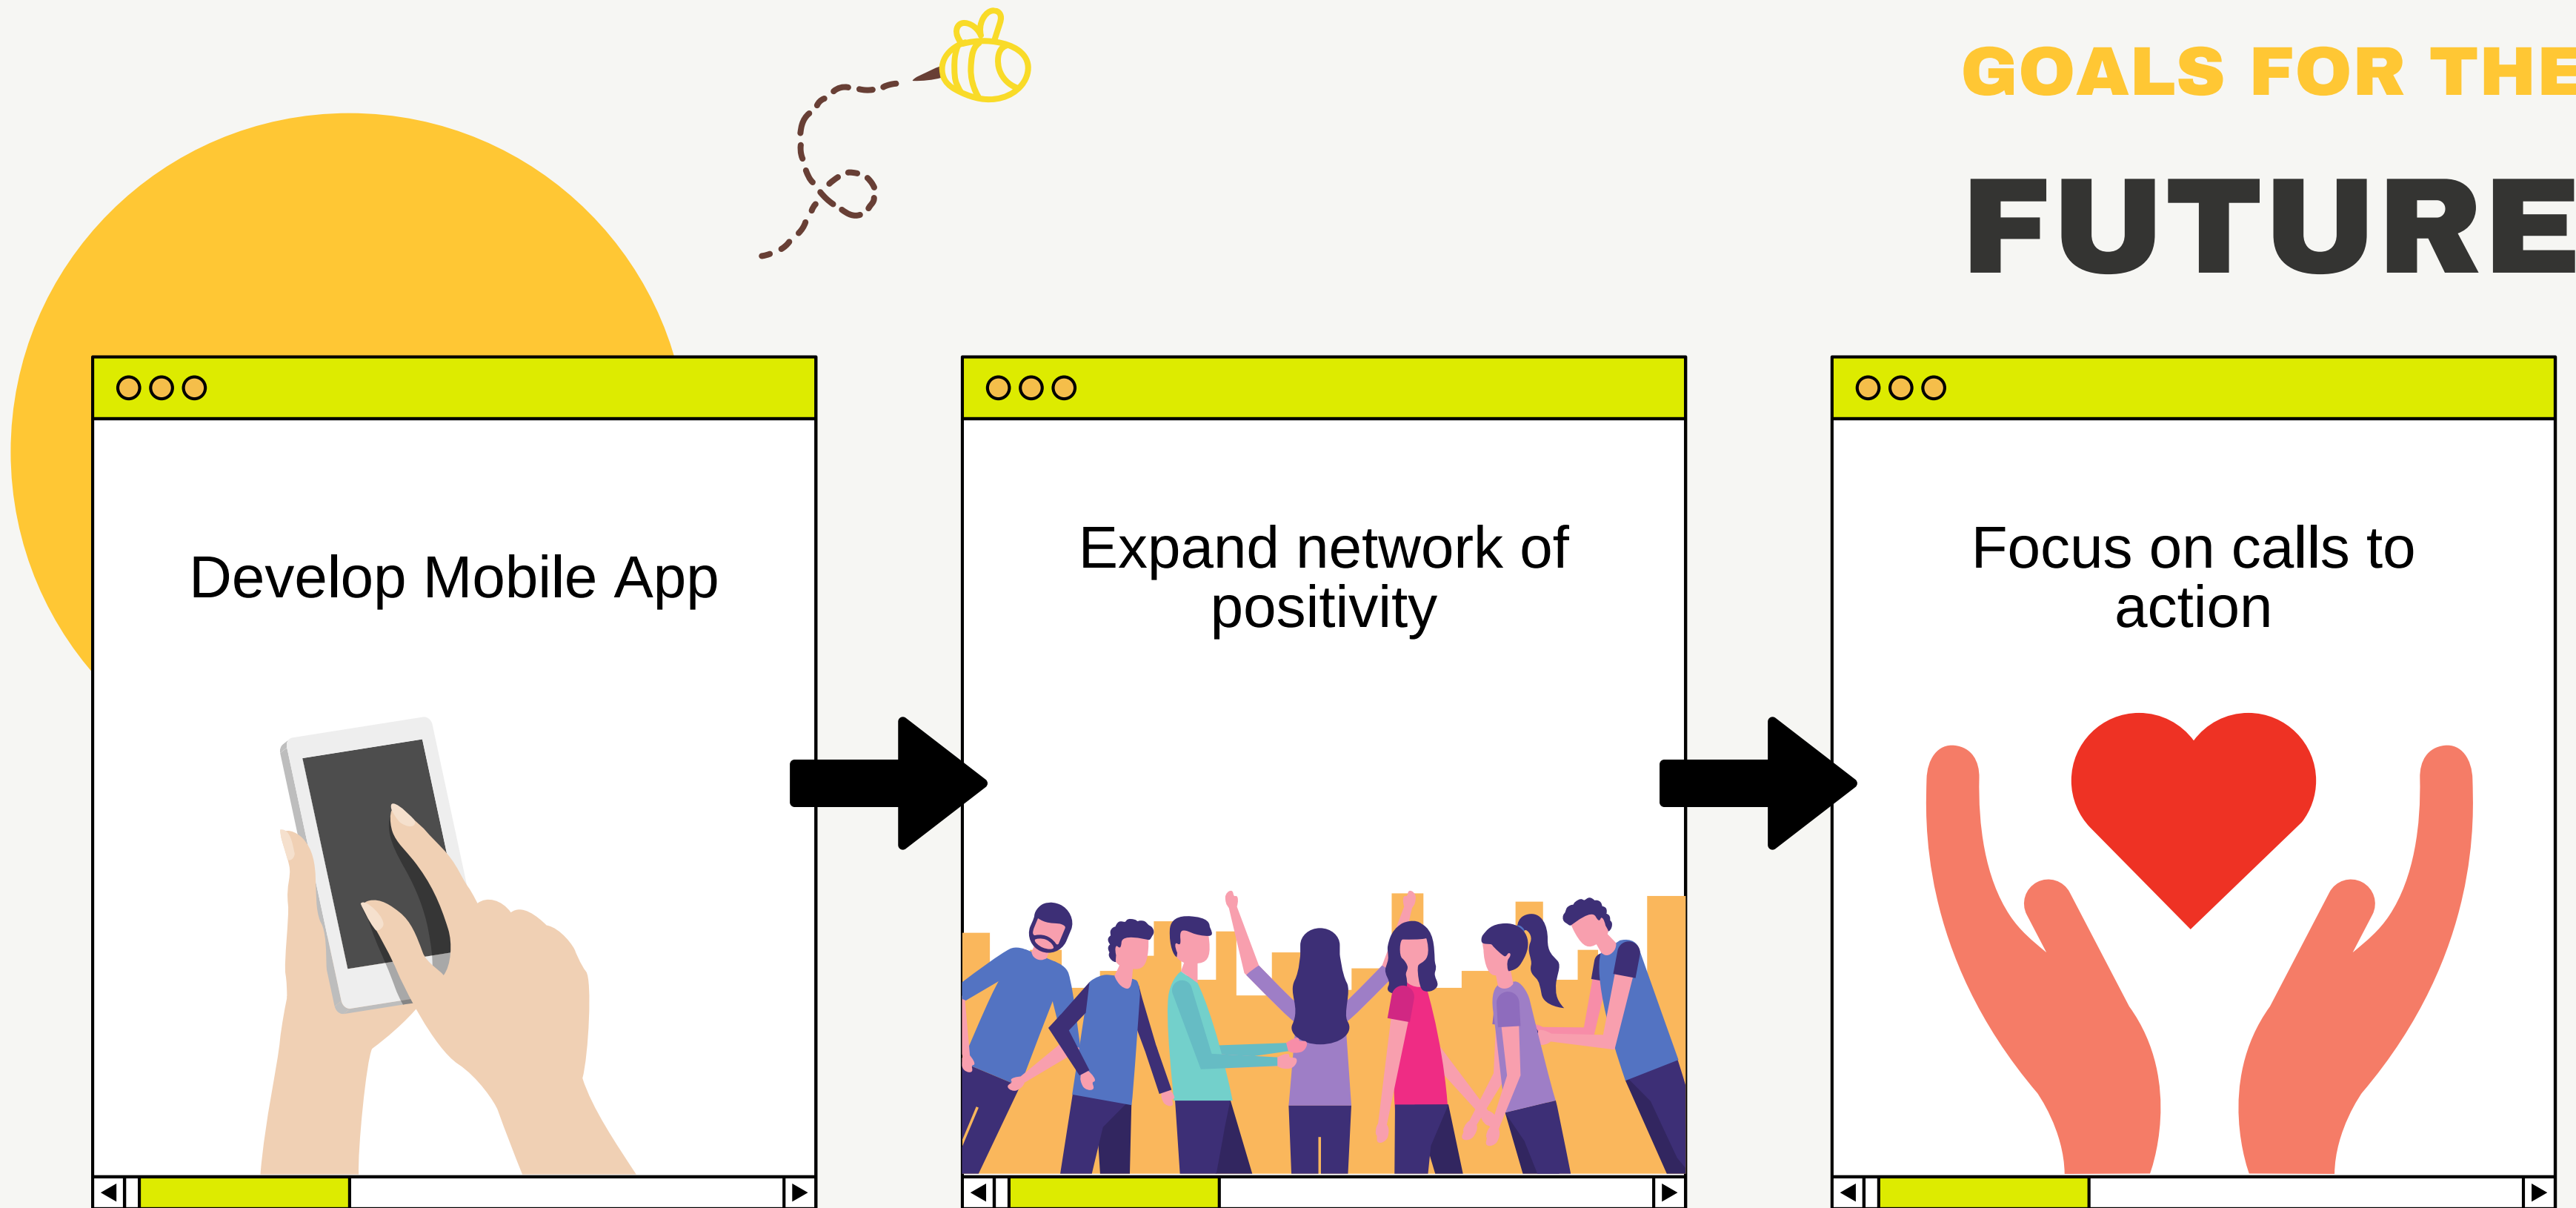 GOALS FOR THE
FUTURE
Develop Mobile App
Expand network of
positivity
Focus on calls to
action